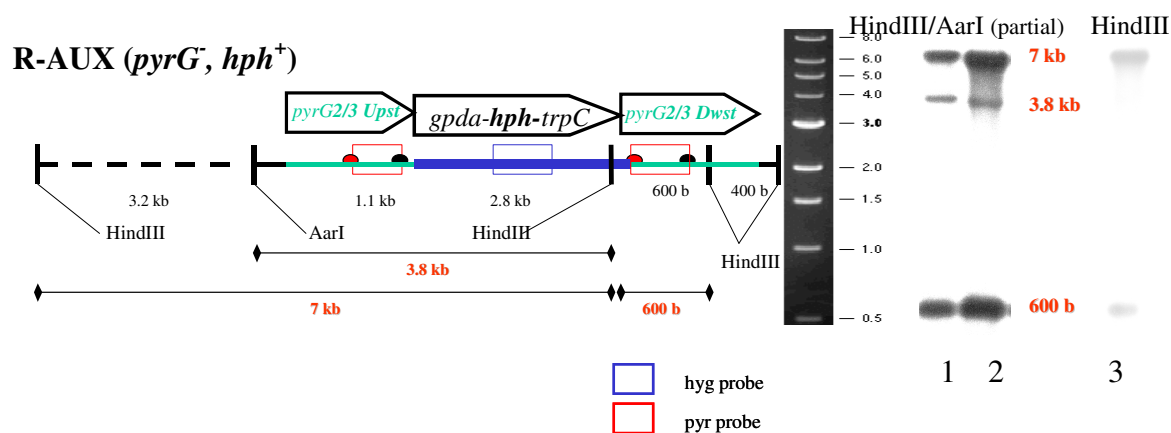 R-AUX (pyrG⁻, hph⁺)
pyrG2/3 Upst
gpda-hph-trpC
pyrG2/3 Dwst
3.2 kb
1.1 kb
2.8 kb
600 b
400 b
HindIII
AarI
HindIII
HindIII
3.8 kb
7 kb
600 b
hyg probe
pyr probe
HindIII/AarI (partial)
HindIII
8.0
6.0
5.0
4.0
3.0
2.0
1.5
1.0
0.5
7 kb
3.8 kb
600 b
1
2
3